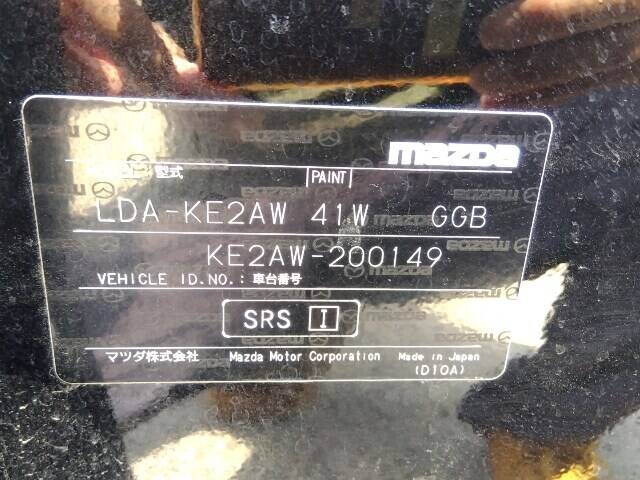 mazDa
型式 PAINT
LDA-KE2AW 41W GGB
KE2AW-200149
VEHICLE ID.NO.: 車台番号
SRS I
マツダ株式会社 Mazda Motor Corporation Made in Japan
(D10A)